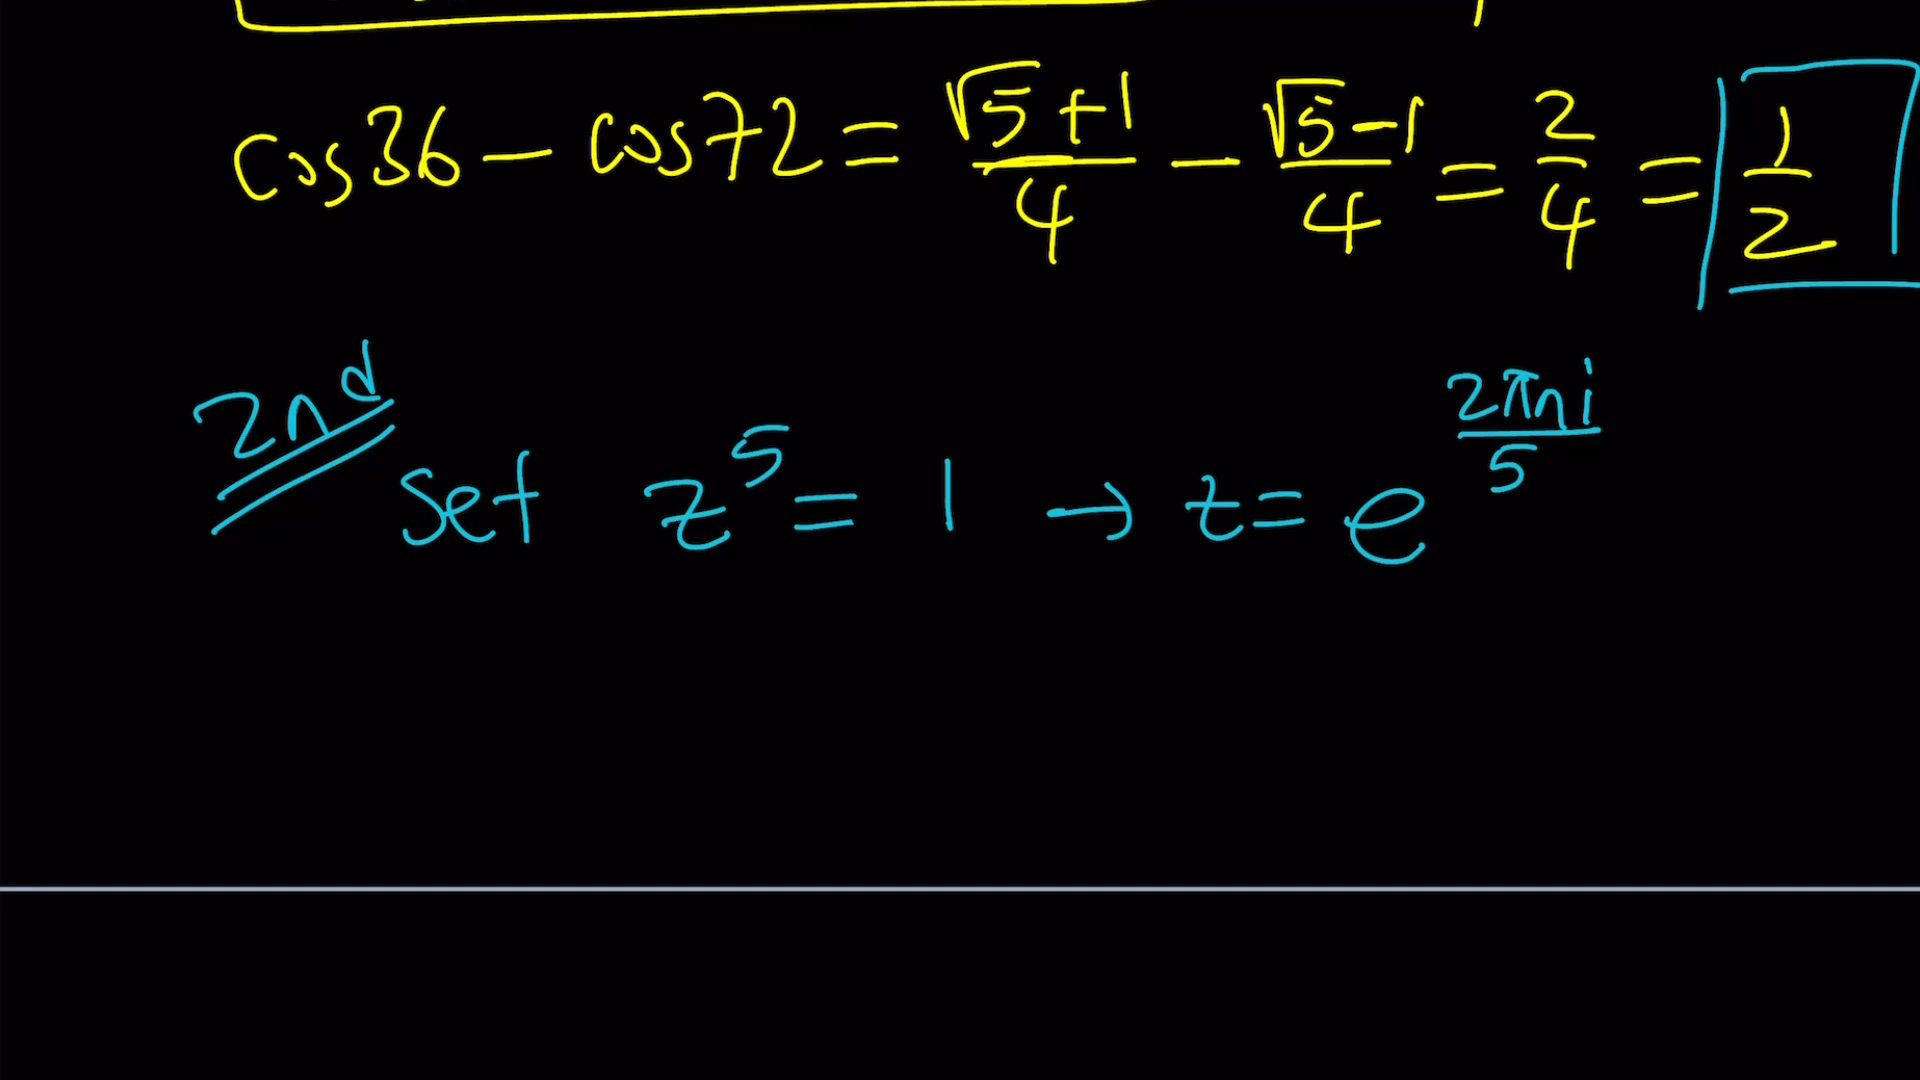 cos36 - cos72 = (√5+1)/4 - (√5-1)/4 = 2/4 = 1/2
2nd
Set z^5 = 1 → z = e^(2πni/5)